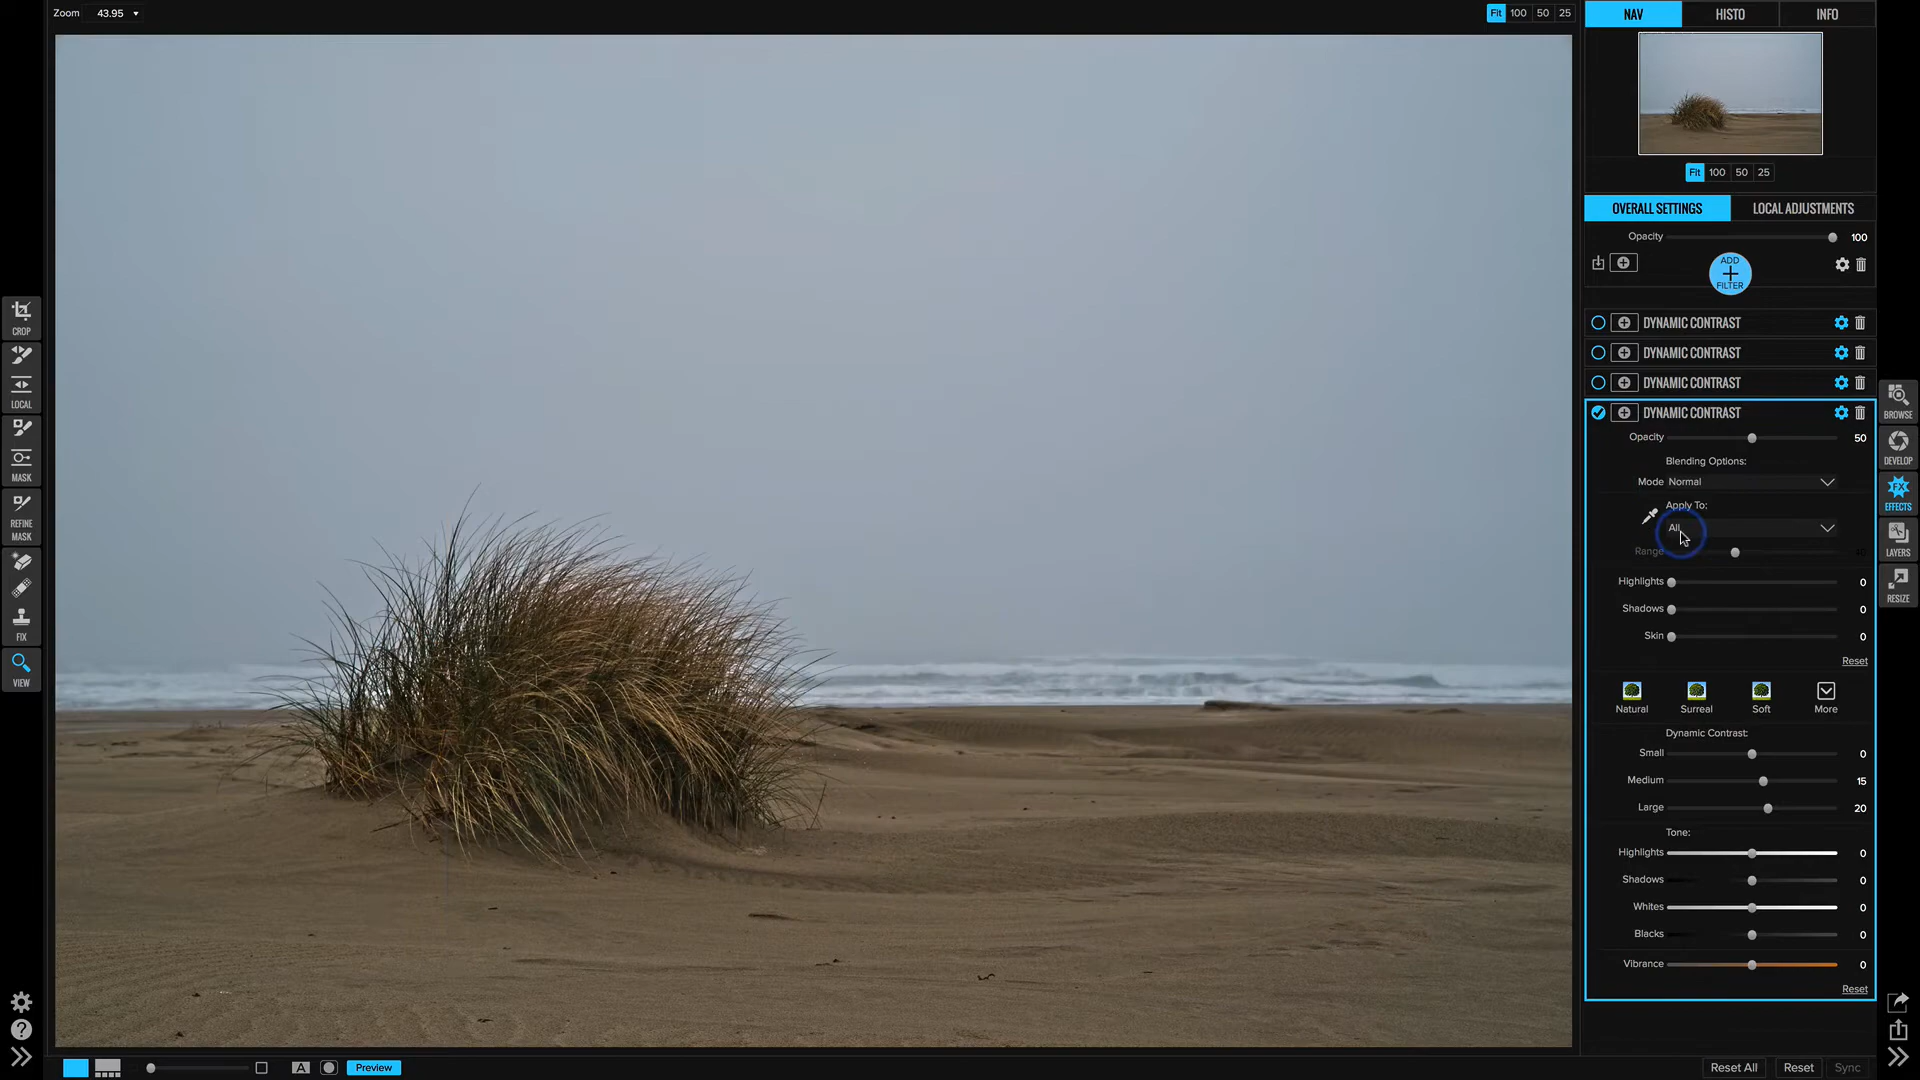 Zoom 43.95
Fit 100 50 25
NAV HISTO INFO
Fit 100 50 25
OVERALL SETTINGS LOCAL ADJUSTMENTS
Opacity 100
ADD
FILTER
DYNAMIC CONTRAST
DYNAMIC CONTRAST
DYNAMIC CONTRAST
DYNAMIC CONTRAST
Opacity 50
Blending Options:
Mode Normal
Apply To:
All
Range
Highlights 0
Shadows 0
Skin 0
Reset
Natural Surreal Soft More
Dynamic Contrast:
Small 0
Medium 15
Large 20
Tone:
Highlights 0
Shadows 0
Whites 0
Blacks 0
Vibrance 0
Reset
CROP
LOCAL
MASK
REFINE
MASK
FIX
VIEW
BROWSE
DEVELOP
FX
EFFECTS
LAYERS
RESIZE
A Preview
Reset All Reset Sync